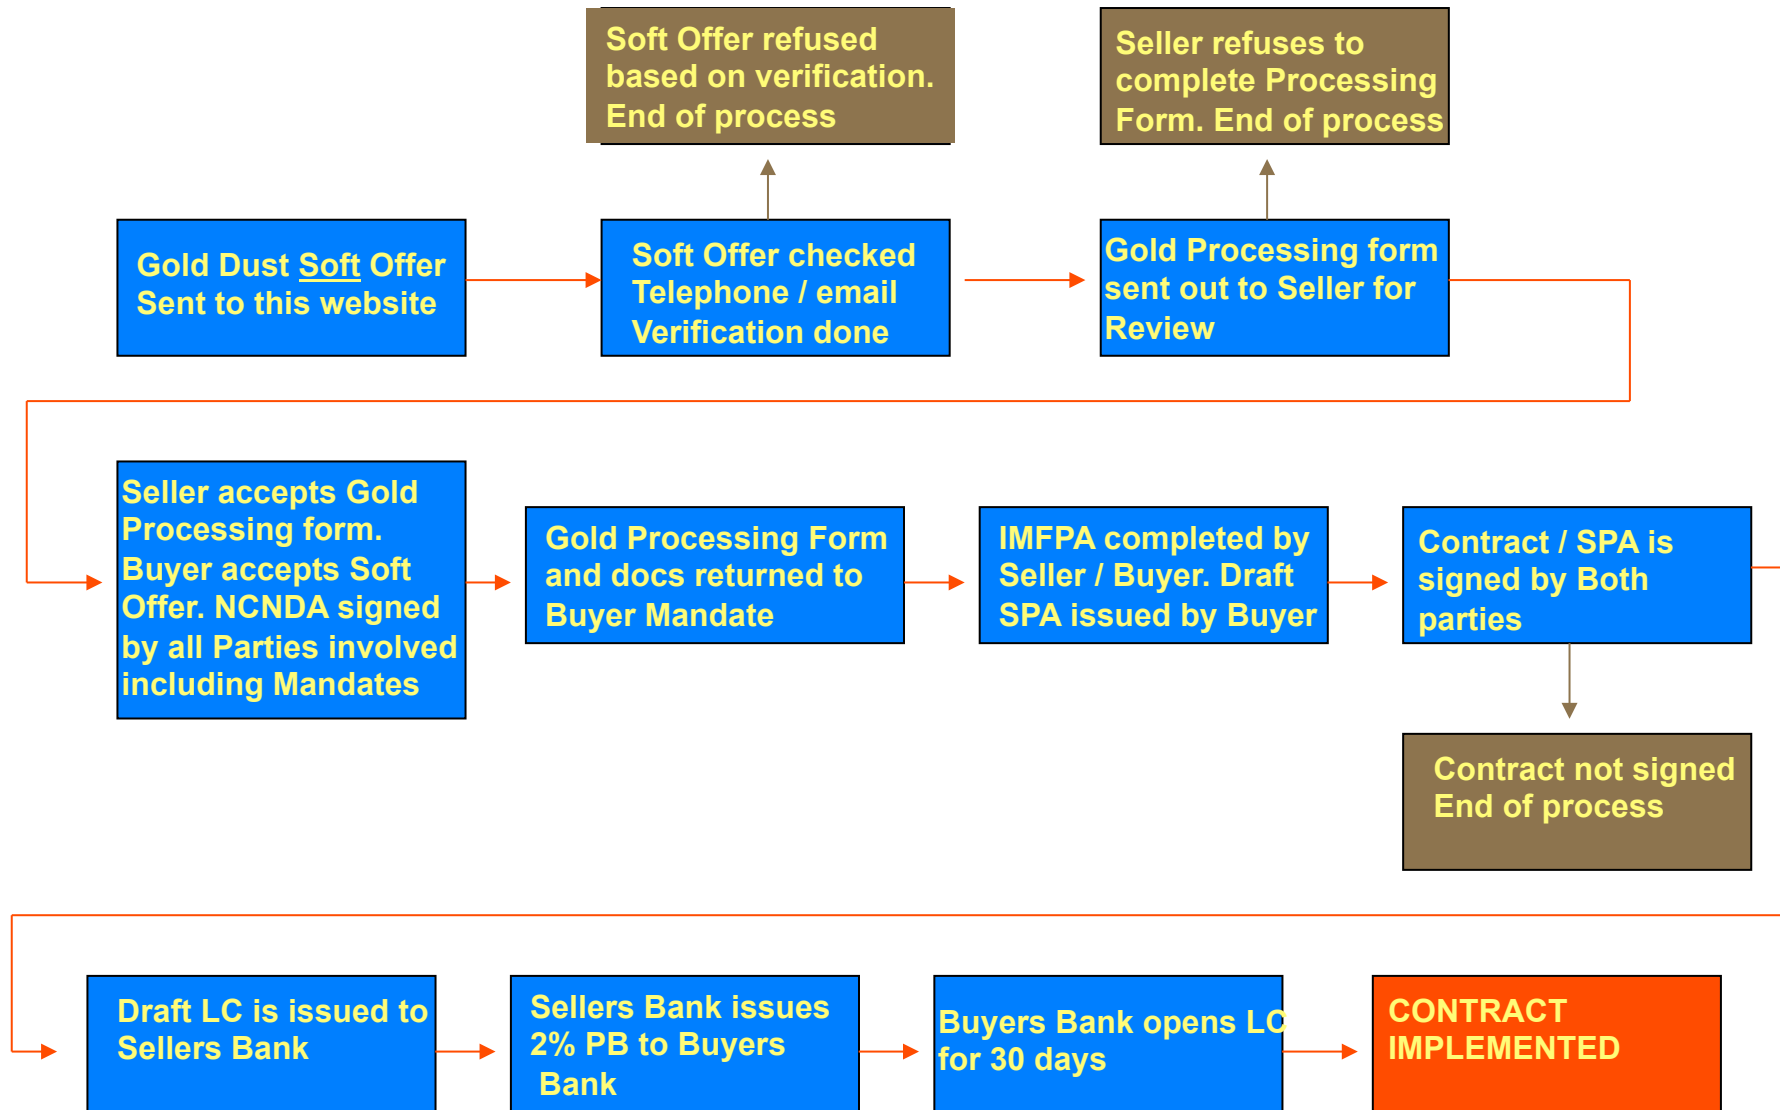 Soft Offer refused
based on verification.
End of process
Seller refuses to
complete Processing
Form. End of process
Gold Dust Soft Offer
Sent to this website
Soft Offer checked
Telephone / email
Verification done
Gold Processing form
sent out to Seller for
Review
Seller accepts Gold
Processing form.
Buyer accepts Soft
Offer. NCNDA signed
by all Parties involved
including Mandates
Gold Processing Form
and docs returned to
Buyer Mandate
IMFPA completed by
Seller / Buyer. Draft
SPA issued by Buyer
Contract / SPA is
signed by Both
parties
Contract not signed
End of process
Draft LC is issued to
Sellers Bank
Sellers Bank issues
2% PB to Buyers
Bank
Buyers Bank opens LC
for 30 days
CONTRACT
IMPLEMENTED